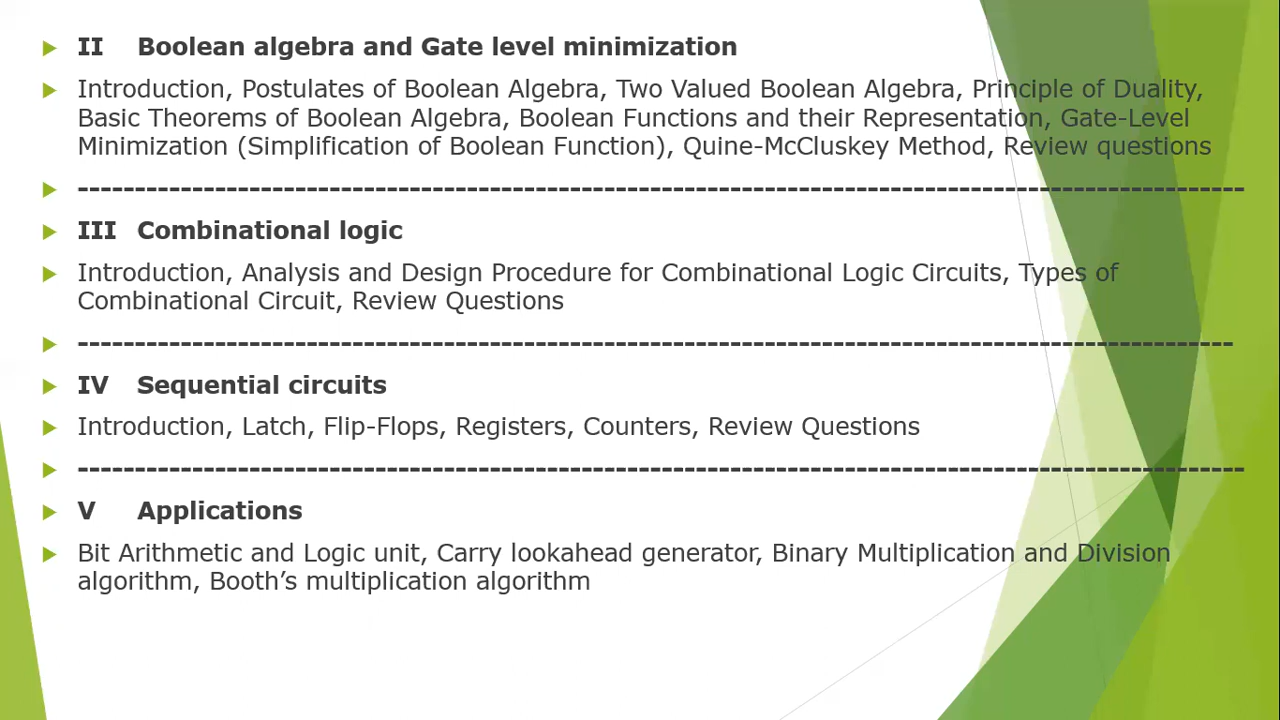 II Boolean algebra and Gate level minimization
Introduction, Postulates of Boolean Algebra, Two Valued Boolean Algebra, Principle of Duality,
Basic Theorems of Boolean Algebra, Boolean Functions and their Representation, Gate-Level
Minimization (Simplification of Boolean Function), Quine-McCluskey Method, Review questions
-----------------------------------------------------------------------------------------------------
III Combinational logic
Introduction, Analysis and Design Procedure for Combinational Logic Circuits, Types of
Combinational Circuit, Review Questions
----------------------------------------------------------------------------------------------------
IV Sequential circuits
Introduction, Latch, Flip-Flops, Registers, Counters, Review Questions
-----------------------------------------------------------------------------------------------------
V Applications
Bit Arithmetic and Logic unit, Carry lookahead generator, Binary Multiplication and Division
algorithm, Booth’s multiplication algorithm